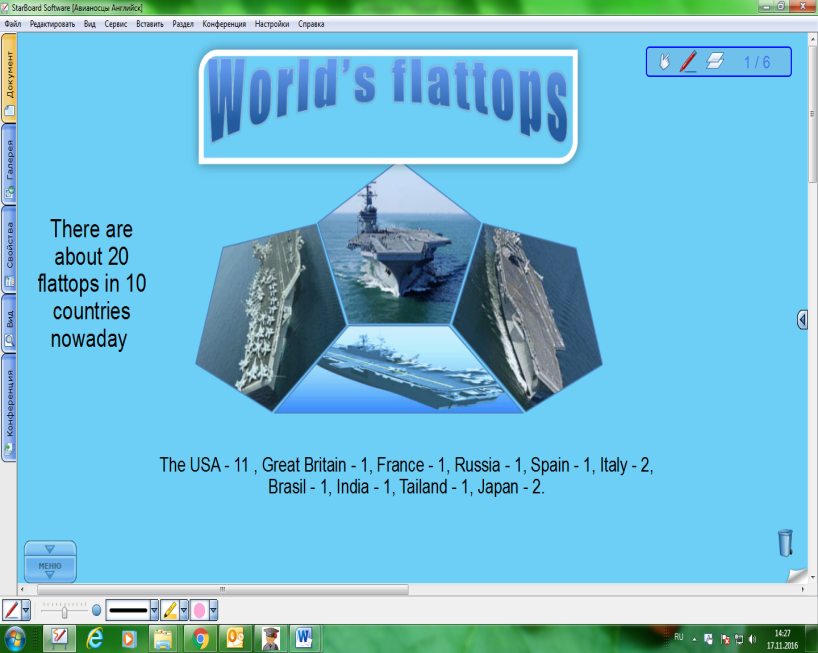 StarBoard Software [Авианосцы Английск]
Файл Редактировать Вид Сервис Вставить Раздел Конференция Настройки Справка
Документ
Галерея
Свойства
Вид
Конференция
World's flattops
1 / 6
There are
about 20
flattops in 10
countries
nowaday
The USA - 11 , Great Britain - 1, France - 1, Russia - 1, Spain - 1, Italy - 2,
Brasil - 1, India - 1, Tailand - 1, Japan - 2.
МЕНЮ
RU
14:27
17.11.2016